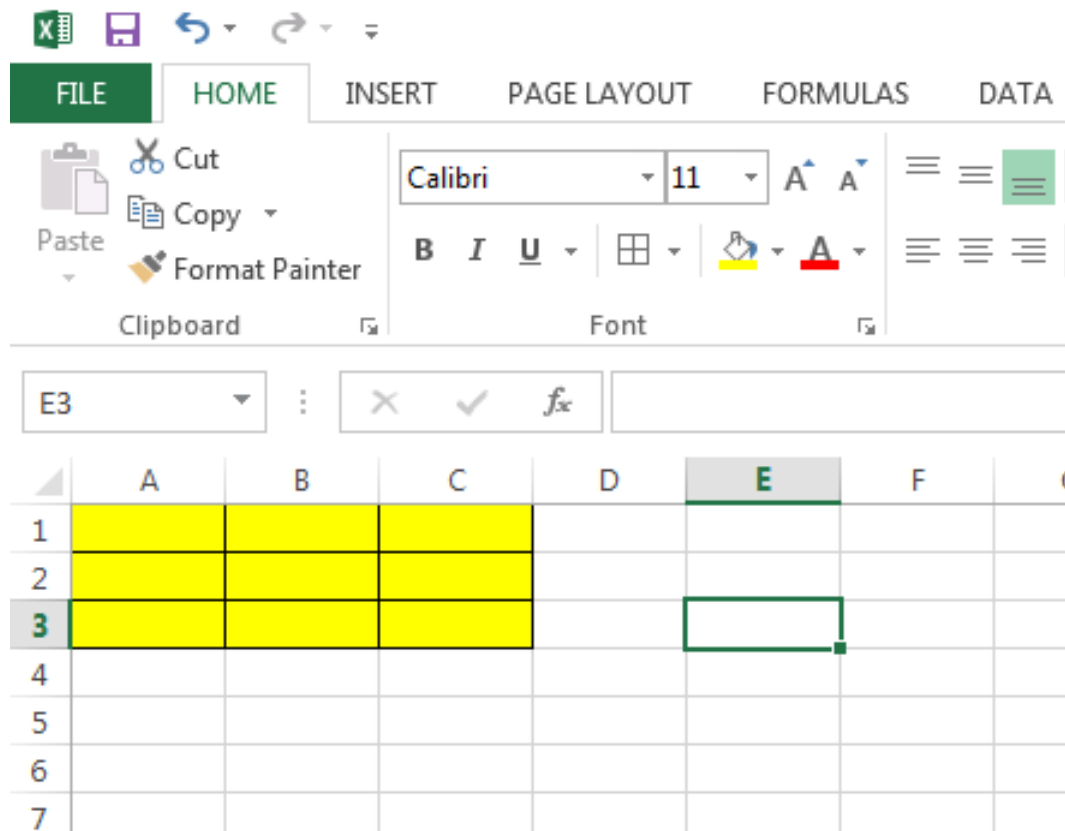 FILE HOME INSERT PAGE LAYOUT FORMULAS DATA
Cut
Calibri 11 A A
Copy
Paste
B I U A
Format Painter
Clipboard Font
E3 fx
A B C D E F
1
2
3
4
5
6
7